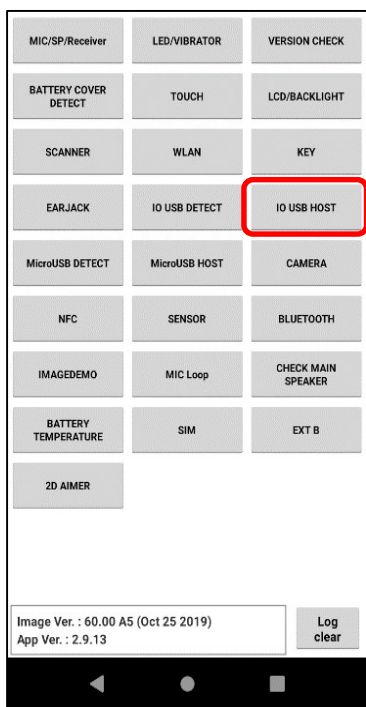 MIC/SP/Receiver
LED/VIBRATOR
VERSION CHECK
BATTERY COVER
DETECT
TOUCH
LCD/BACKLIGHT
SCANNER
WLAN
KEY
EARJACK
IO USB DETECT
IO USB HOST
MicroUSB DETECT
MicroUSB HOST
CAMERA
NFC
SENSOR
BLUETOOTH
IMAGEDEMO
MIC Loop
CHECK MAIN
SPEAKER
BATTERY
TEMPERATURE
SIM
EXT B
2D AIMER
Image Ver. : 60.00 A5 (Oct 25 2019)
App Ver. : 2.9.13
Log
clear